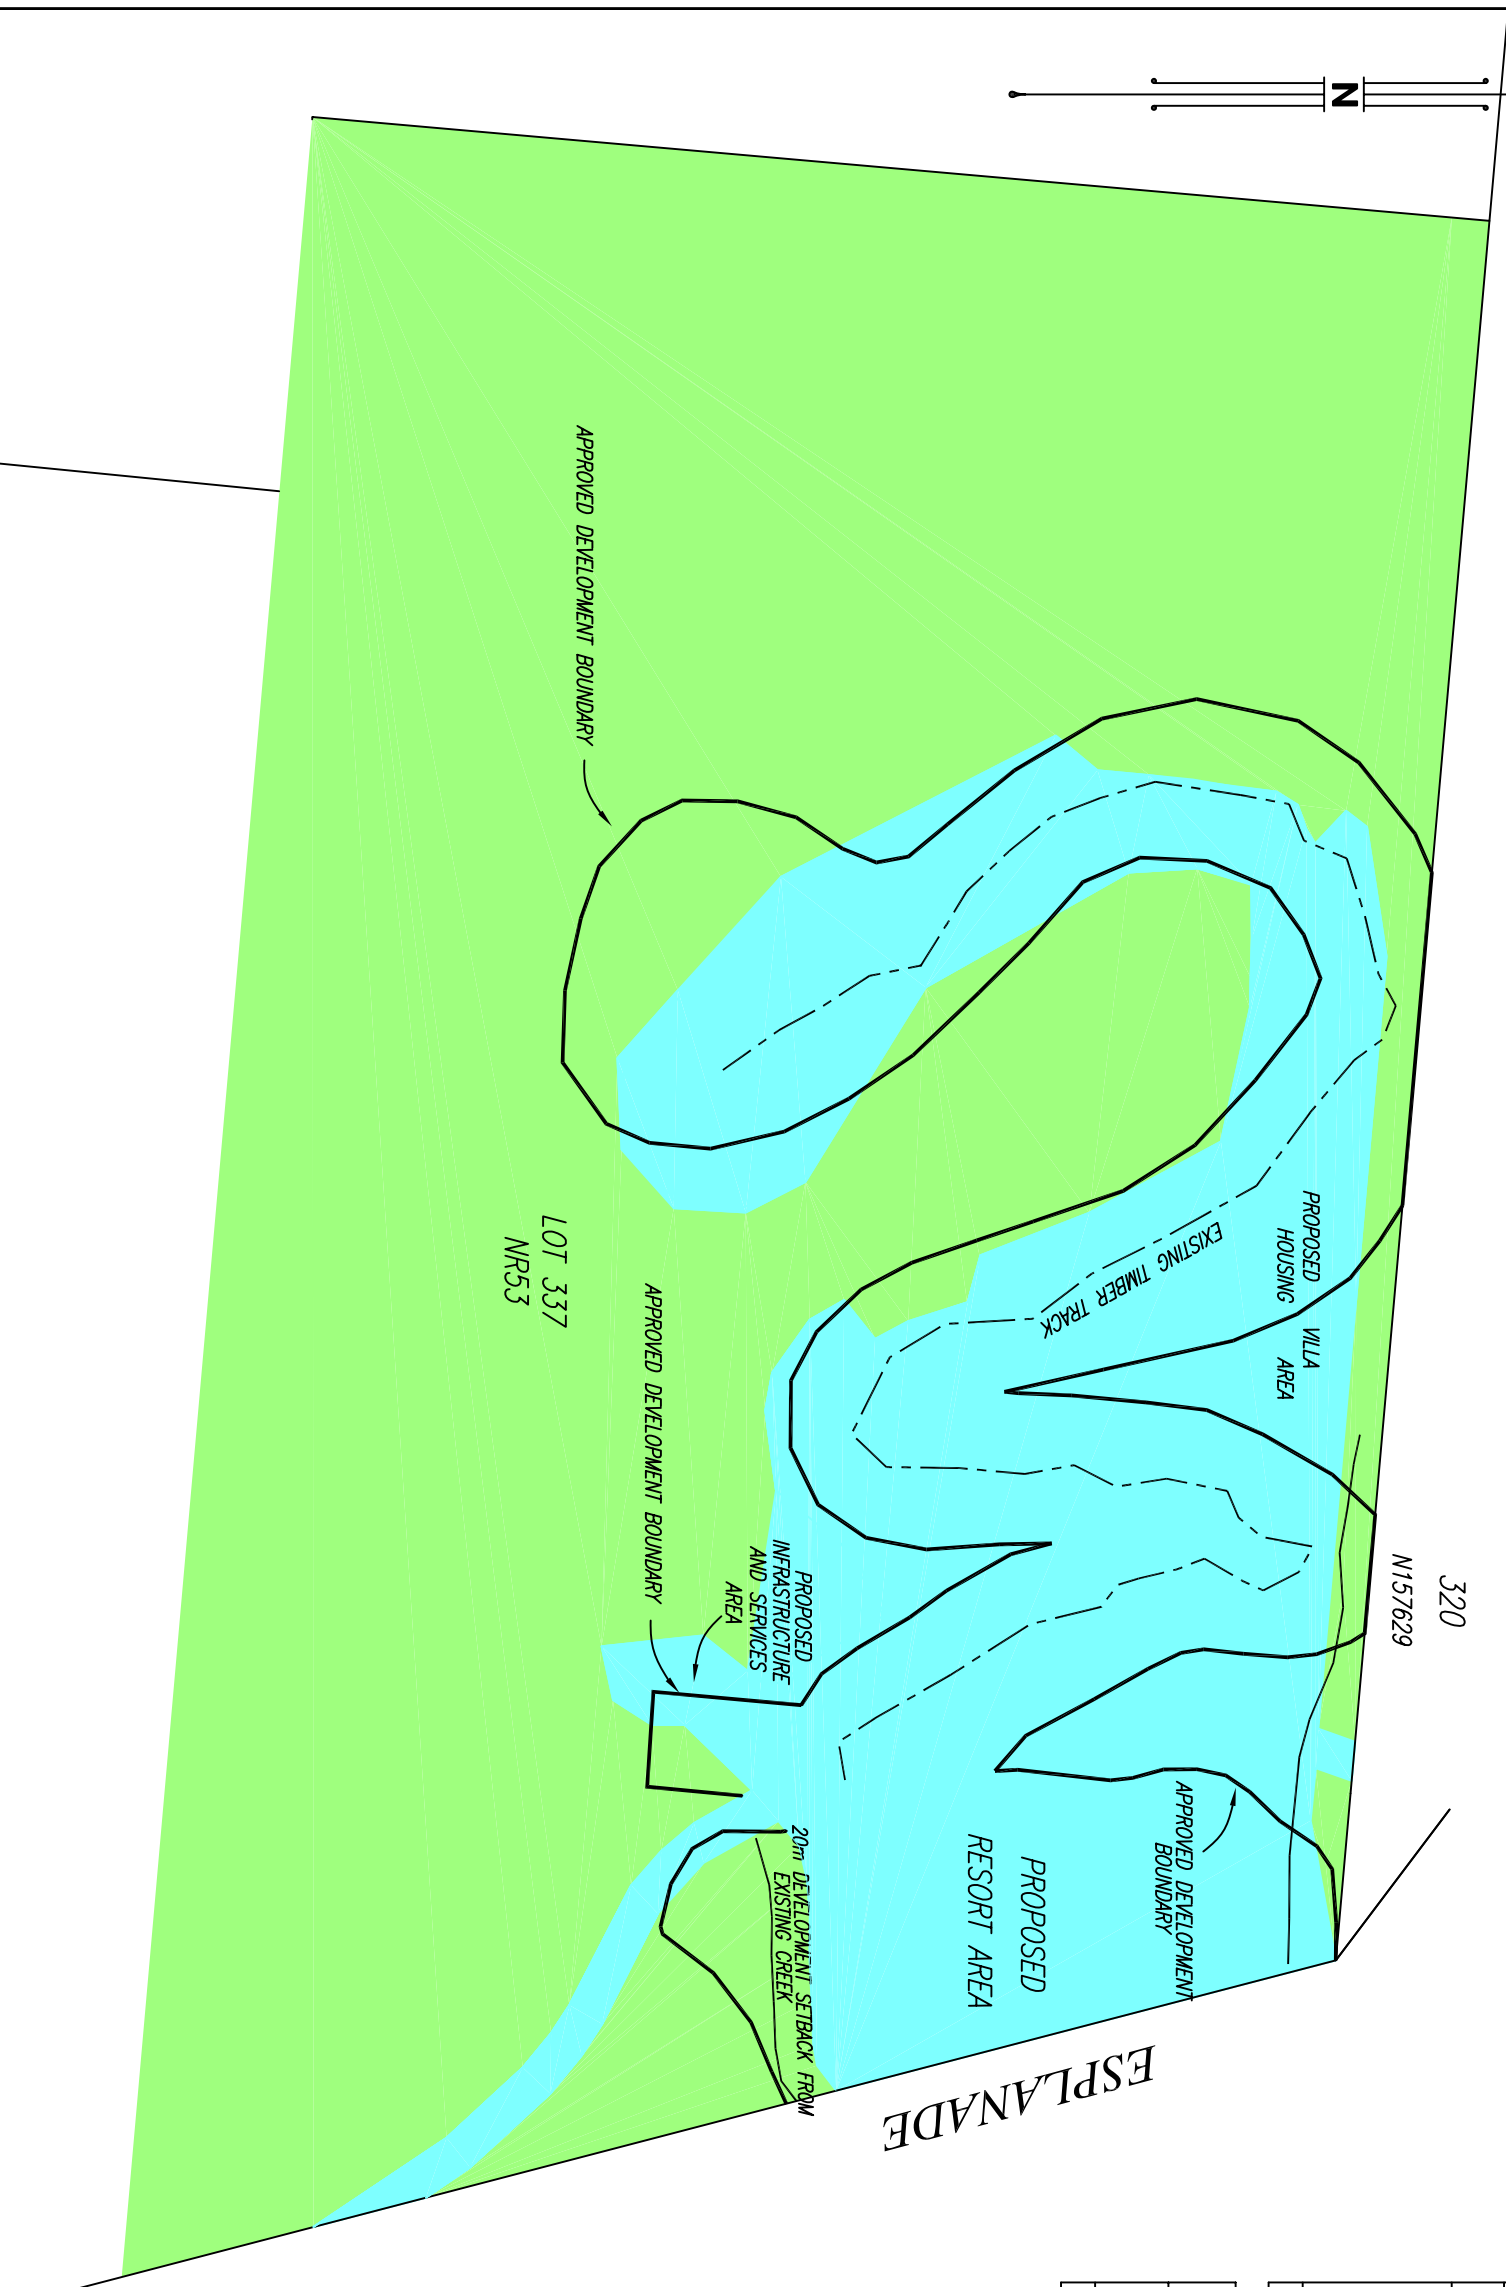 N
320
N157629
APPROVED DEVELOPMENT BOUNDARY
PROPOSED VILLA
HOUSING AREA
EXISTING TIMBER TRACK
LOT 337
NR53
APPROVED DEVELOPMENT BOUNDARY
PROPOSED
INFRASTRUCTURE
AND SERVICES
AREA
APPROVED DEVELOPMENT
BOUNDARY
PROPOSED
RESORT AREA
20m DEVELOPMENT SETBACK FROM
EXISTING CREEK
ESPLANADE